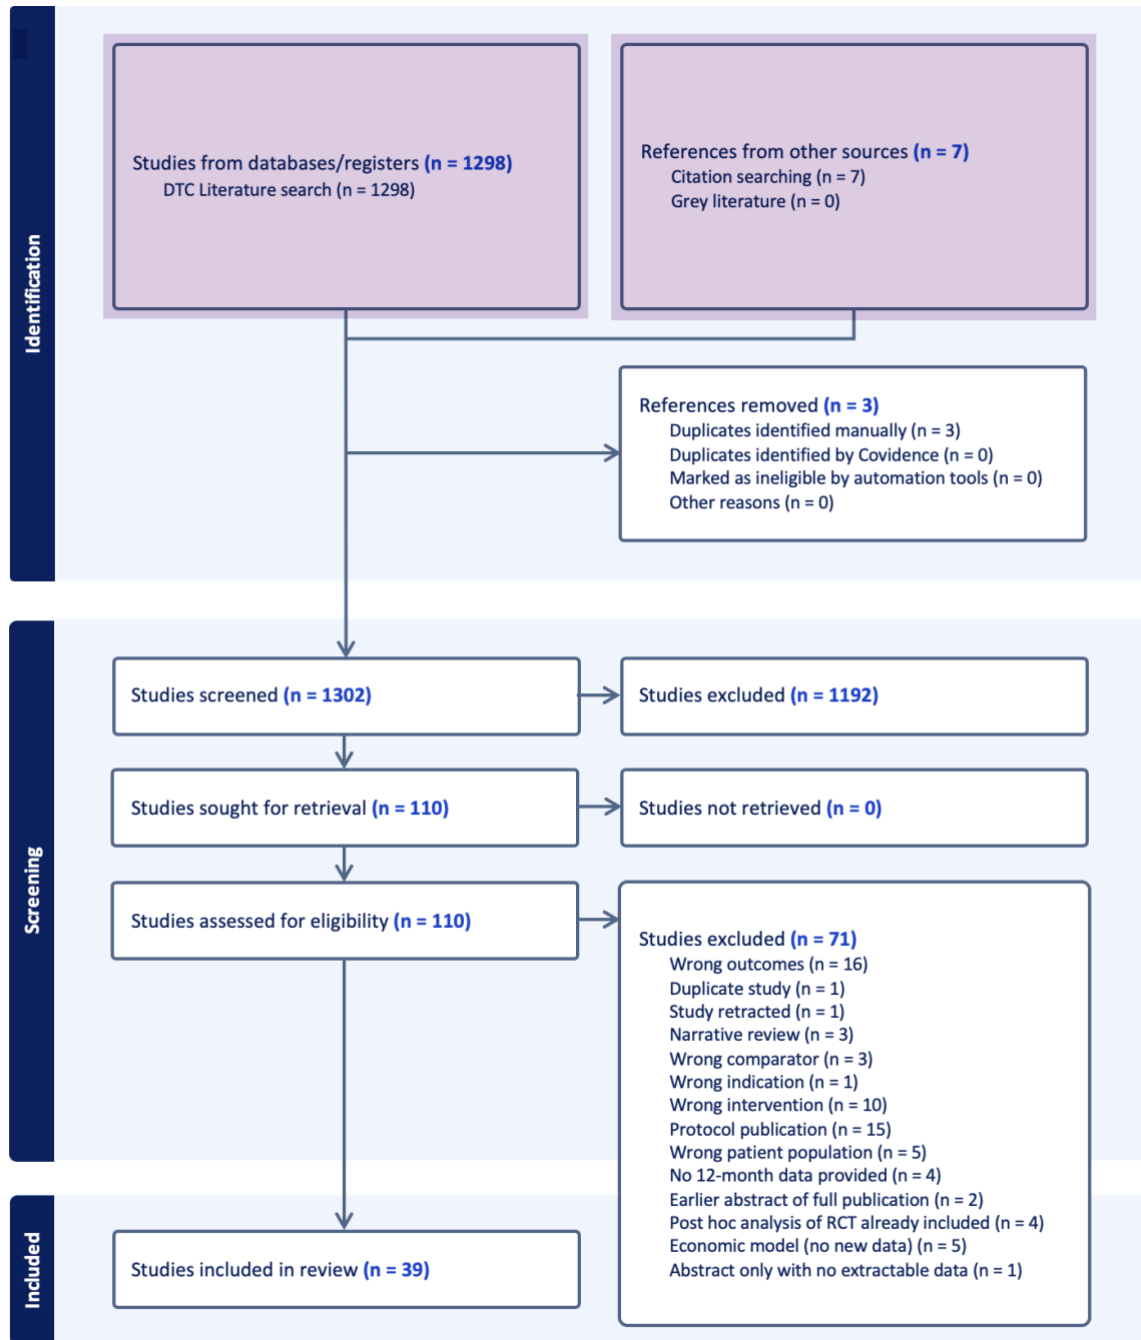 Identification
Studies from databases/registers (n = 1298)
DTC Literature search (n = 1298)
References from other sources (n = 7)
Citation searching (n = 7)
Grey literature (n = 0)
References removed (n = 3)
Duplicates identified manually (n = 3)
Duplicates identified by Covidence (n = 0)
Marked as ineligible by automation tools (n = 0)
Other reasons (n = 0)
Screening
Studies screened (n = 1302)
Studies excluded (n = 1192)
Studies sought for retrieval (n = 110)
Studies not retrieved (n = 0)
Studies assessed for eligibility (n = 110)
Studies excluded (n = 71)
Wrong outcomes (n = 16)
Duplicate study (n = 1)
Study retracted (n = 1)
Narrative review (n = 3)
Wrong comparator (n = 3)
Wrong indication (n = 1)
Wrong intervention (n = 10)
Protocol publication (n = 15)
Wrong patient population (n = 5)
No 12-month data provided (n = 4)
Earlier abstract of full publication (n = 2)
Post hoc analysis of RCT already included (n = 4)
Economic model (no new data) (n = 5)
Abstract only with no extractable data (n = 1)
Included
Studies included in review (n = 39)